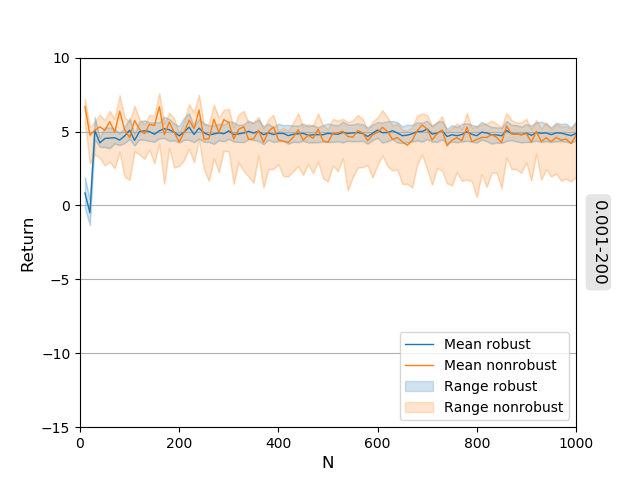 10
5
0
−5
−10
−15
Return
0
200
400
600
800
1000
N
0.001-200
Mean robust
Mean nonrobust
Range robust
Range nonrobust